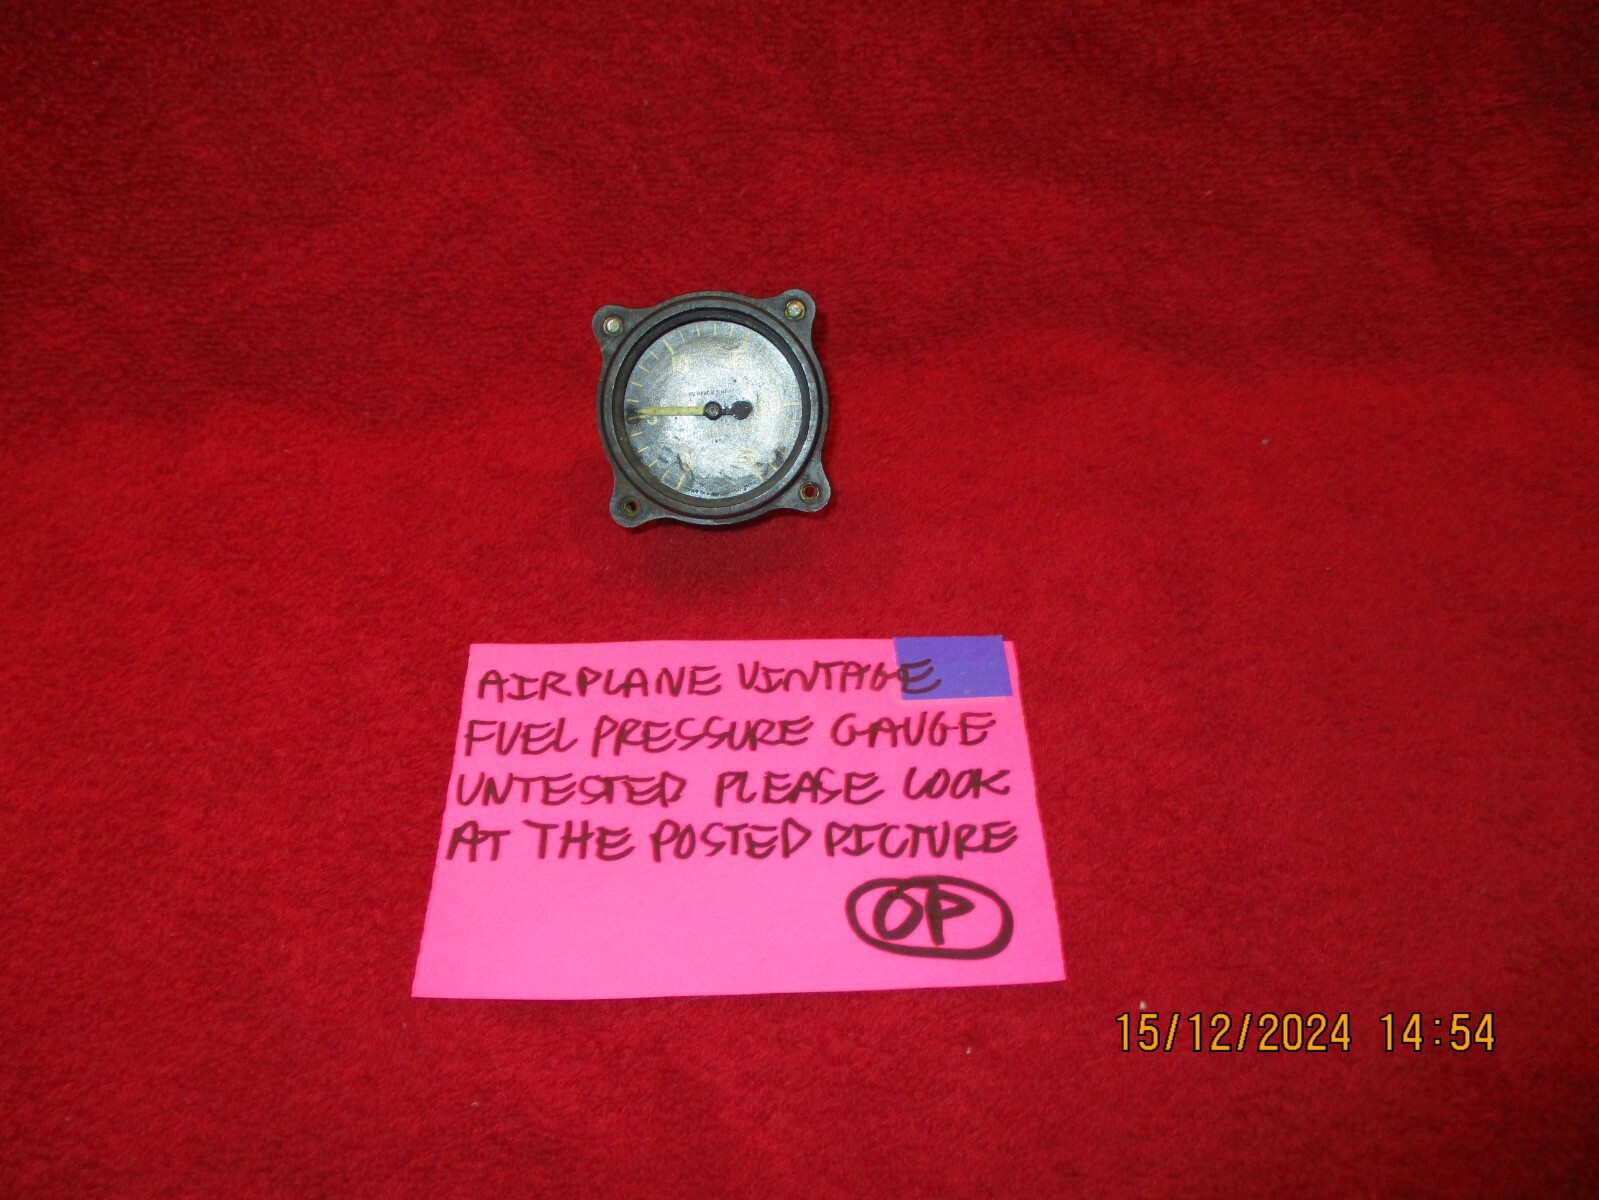 AIRPLANE VINTAGE
FUEL PRESSURE GAUGE
UNTESTED PLEASE LOOK
AT THE POSTED PICTURE
OP
15/12/2024 14:54